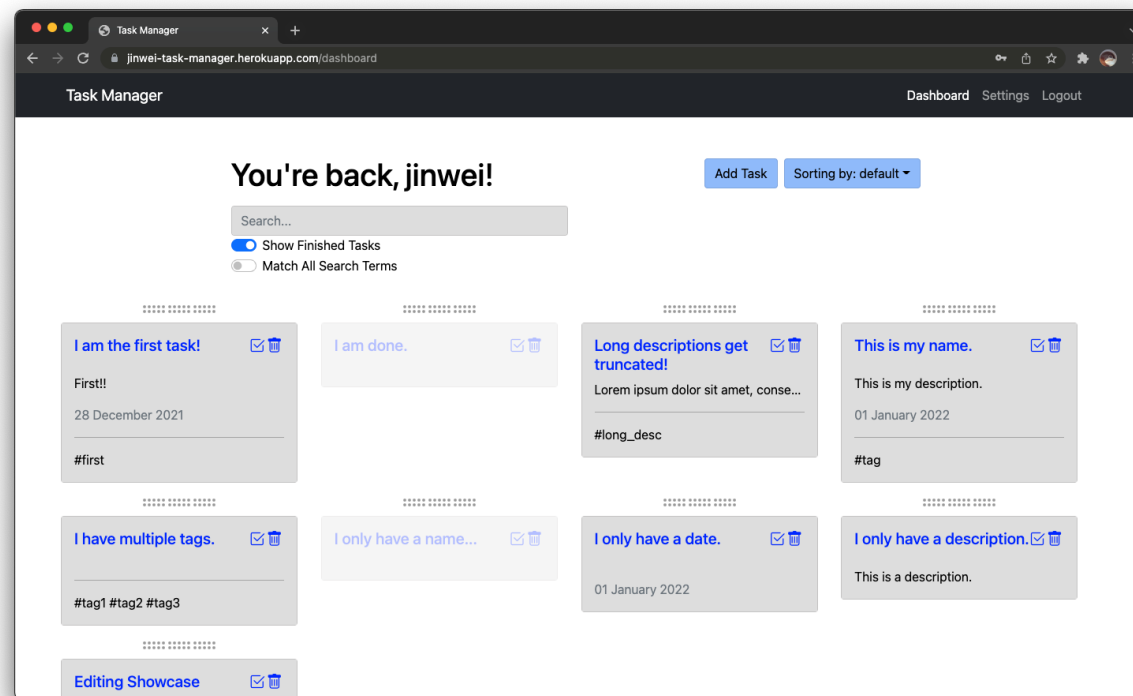 Task Manager
jinwei-task-manager.herokuapp.com/dashboard
Task Manager
Dashboard Settings Logout
You're back, jinwei!
Add Task
Sorting by: default
Search...
Show Finished Tasks
Match All Search Terms
I am the first task!
First!!
28 December 2021
#first
I am done.
Long descriptions get
truncated!
Lorem ipsum dolor sit amet, conse...
#long_desc
This is my name.
This is my description.
01 January 2022
#tag
I have multiple tags.
#tag1 #tag2 #tag3
I only have a name...
I only have a date.
01 January 2022
I only have a description.
This is a description.
Editing Showcase